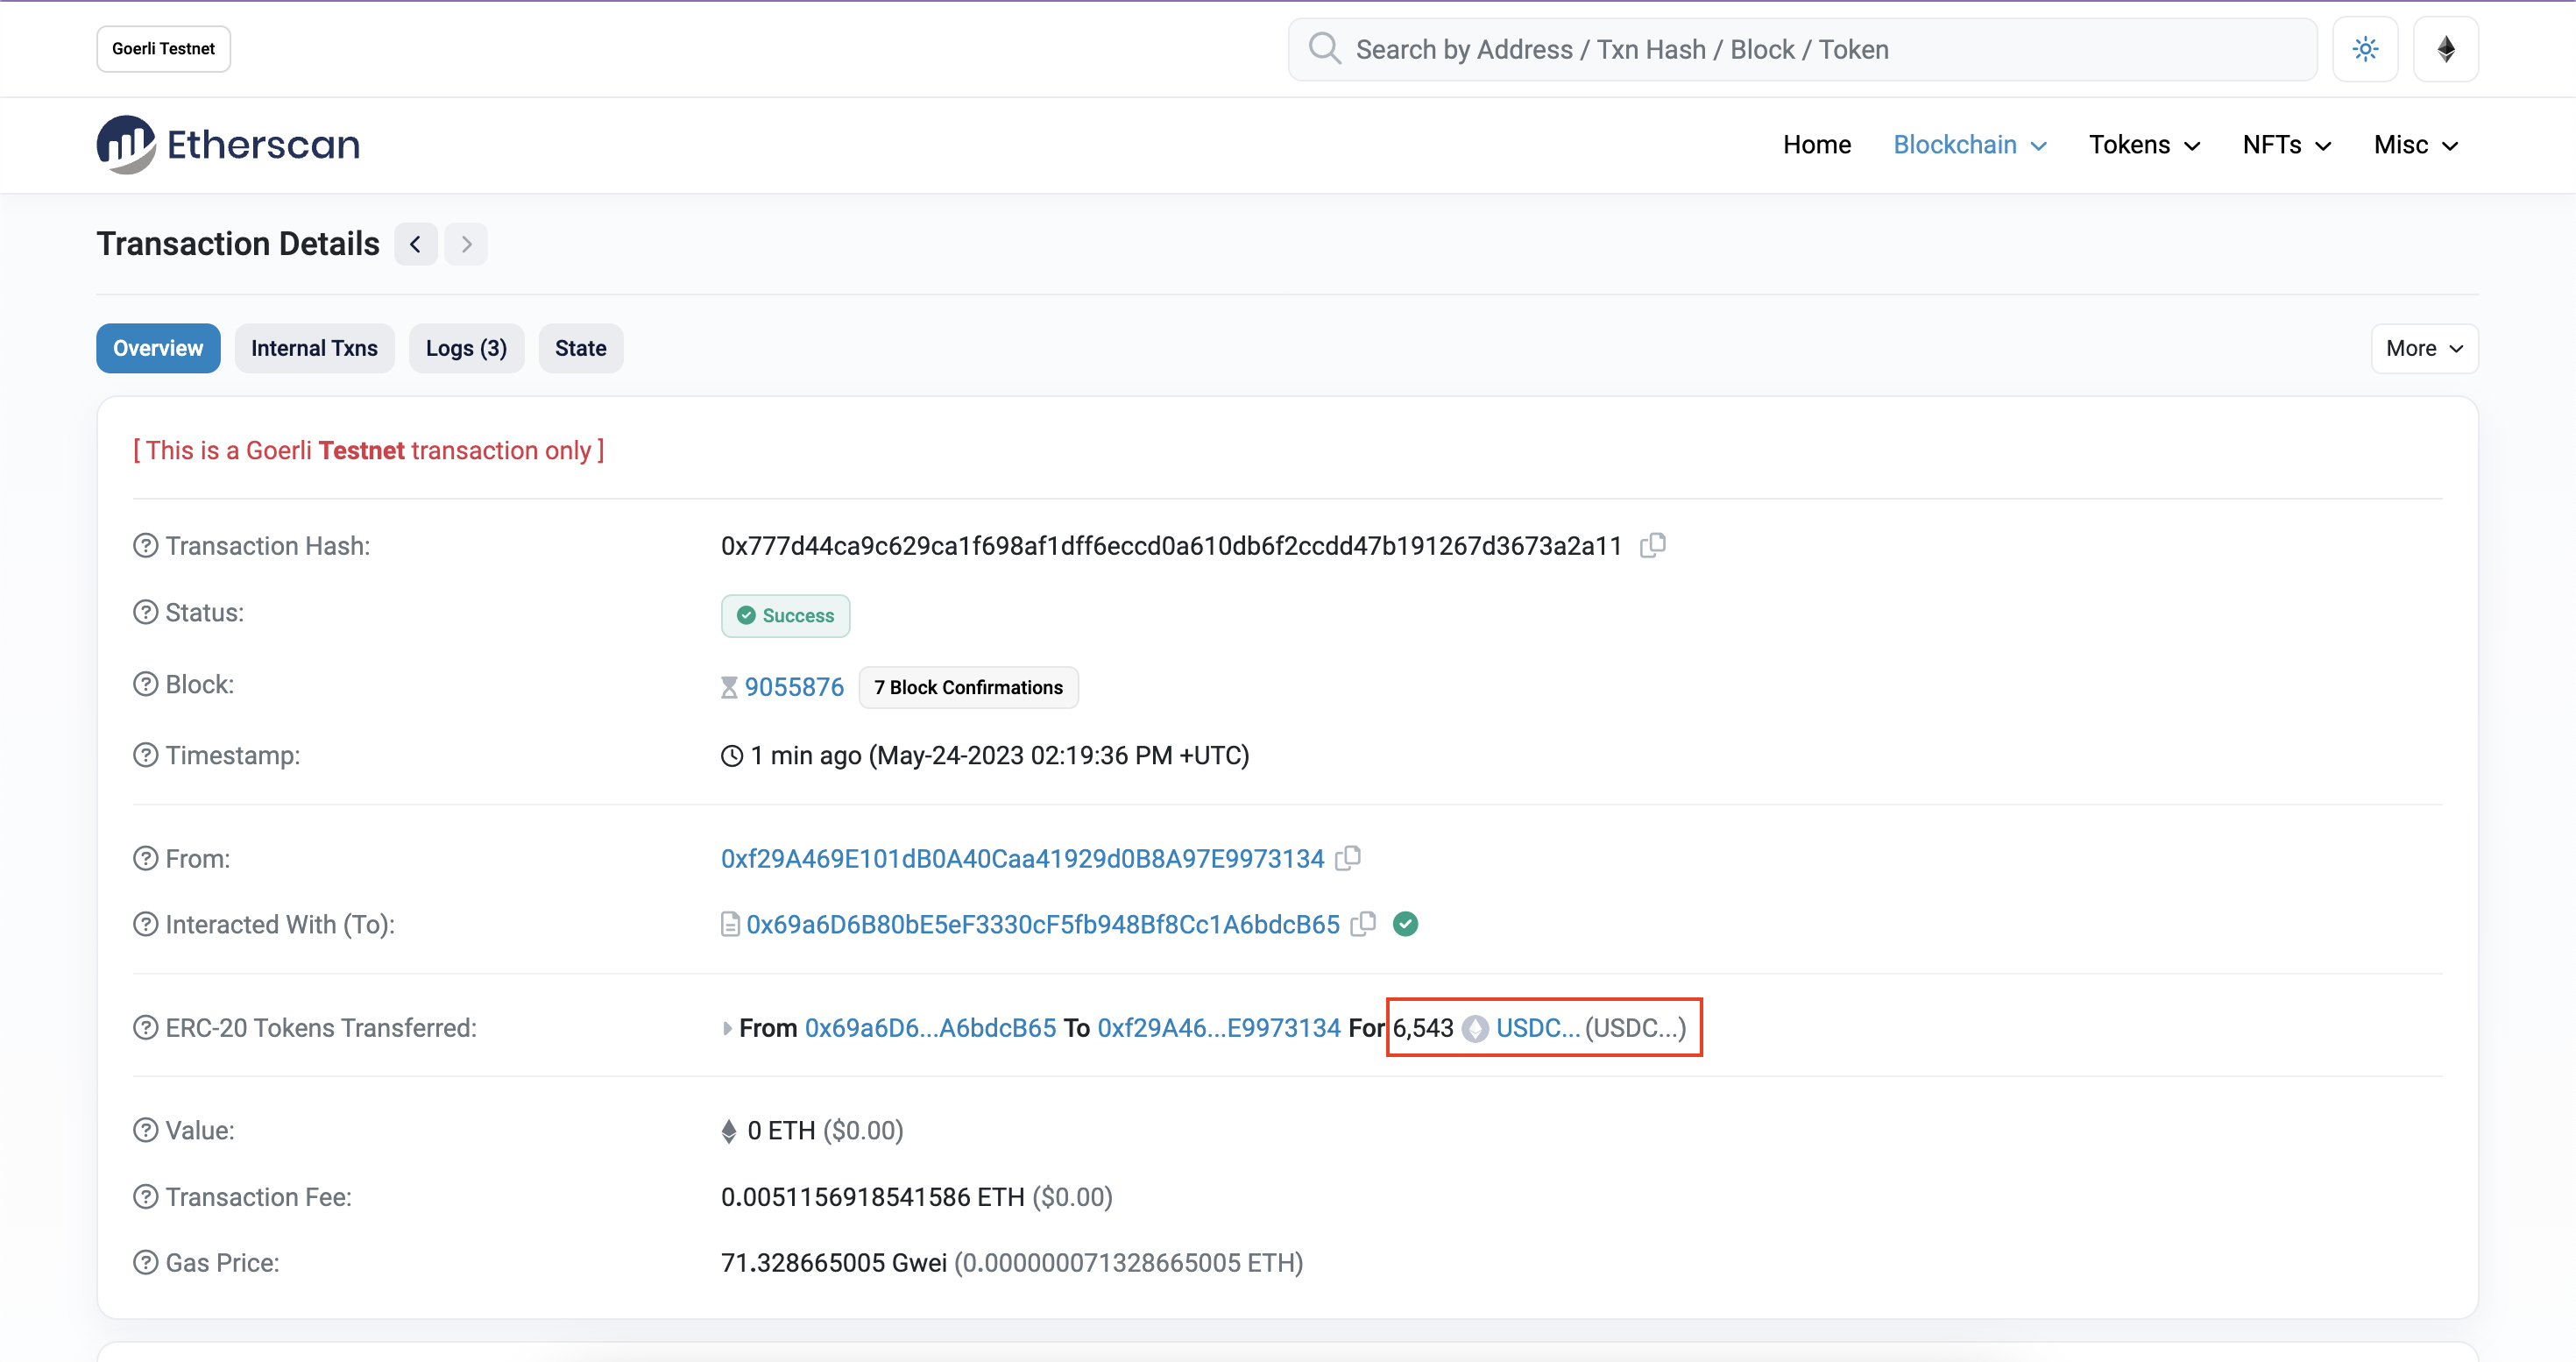 Goerli Testnet
Search by Address / Txn Hash / Block / Token
Etherscan
Home Blockchain Tokens NFTs Misc
Transaction Details
Overview Internal Txns Logs (3) State More
[ This is a Goerli Testnet transaction only ]
Transaction Hash: 0x777d44ca9c629ca1f698af1dff6eccd0a610db6f2ccdd47b191267d3673a2a11
Status: Success
Block: 9055876 7 Block Confirmations
Timestamp: 1 min ago (May-24-2023 02:19:36 PM +UTC)
From: 0xf29A469E101dB0A40Caa41929d0B8A97E9973134
Interacted With (To): 0x69a6D6B80bE5eF3330cF5fb948Bf8Cc1A6bdcB65
ERC-20 Tokens Transferred: From 0x69a6D6...A6bdcB65 To 0xf29A46...E9973134 For 6,543 USDC... (USDC...)
Value: 0 ETH ($0.00)
Transaction Fee: 0.0051156918541586 ETH ($0.00)
Gas Price: 71.328665005 Gwei (0.000000071328665005 ETH)